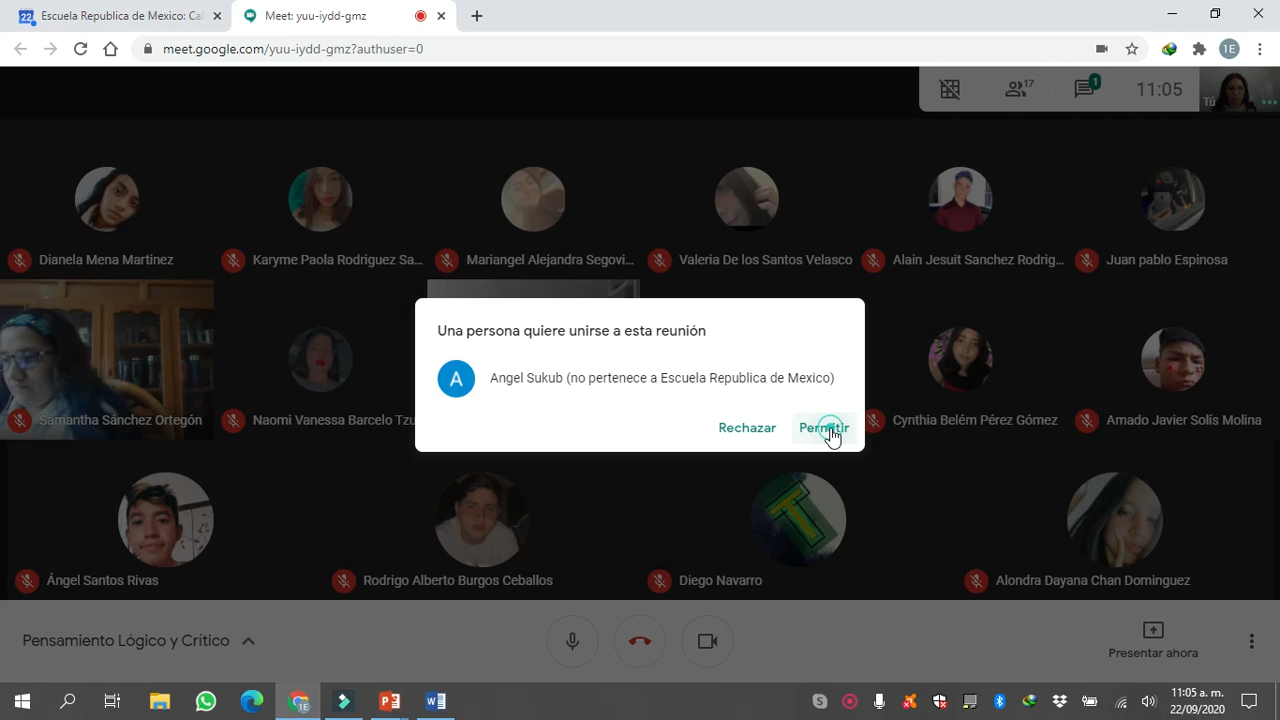 22
Escuela Republica de Mexico: Cal
Meet: yuu-iydd-gmz
meet.google.com/yuu-iydd-gmz?authuser=0
1E
17
1
11:05
Tú
Dianela Mena Martinez
Karyme Paola Rodriguez Sa...
Mariangel Alejandra Segovi...
Valeria De los Santos Velasco
Alain Jesuit Sanchez Rodrig...
Juan pablo Espinosa
Una persona quiere unirse a esta reunión
A
Angel Sukub (no pertenece a Escuela Republica de Mexico)
Rechazar
Permitir
Samantha Sánchez Ortegón
Naomi Vanessa Barcelo Tzu
Cynthia Belém Pérez Gómez
Amado Javier Solís Molina
T
Ángel Santos Rivas
Rodrigo Alberto Burgos Ceballos
Diego Navarro
Alondra Dayana Chan Dominguez
Pensamiento Lógico y Crítico
Presentar ahora
11:05 a. m.
22/09/2020